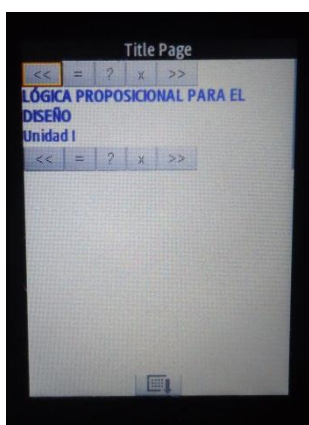 Title Page
<< = ? x >>
LÓGICA PROPOSICIONAL PARA EL
DISEÑO
Unidad I
<< = ? x >>